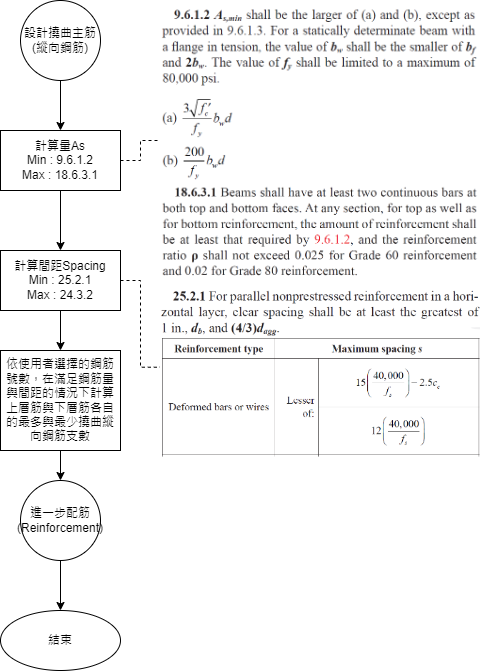 設計撓曲主筋
(縱向鋼筋)
計算量As
Min : 9.6.1.2
Max : 18.6.3.1
計算間距Spacing
Min : 25.2.1
Max : 24.3.2
依使用者選擇的鋼筋
號數，在滿足鋼筋量
與間距的情況下計算
上層筋與下層筋各自
的最多與最少撓曲縱
向鋼筋支數
進一步配筋
(Reinforcement)
結束
9.6.1.2 As,min shall be the larger of (a) and (b), except as
provided in 9.6.1.3. For a statically determinate beam with
a flange in tension, the value of bw shall be the smaller of bf
and 2bw. The value of fy shall be limited to a maximum of
80,000 psi.
(a) 3√f'c/fy bwd
(b) 200/fy bwd
18.6.3.1 Beams shall have at least two continuous bars at
both top and bottom faces. At any section, for top as well as
for bottom reinforcement, the amount of reinforcement shall
be at least that required by 9.6.1.2, and the reinforcement
ratio ρ shall not exceed 0.025 for Grade 60 reinforcement
and 0.02 for Grade 80 reinforcement.
25.2.1 For parallel nonprestressed reinforcement in a hori-
zontal layer, clear spacing shall be at least the greatest of
1 in., db, and (4/3)dagg.
Reinforcement type Maximum spacing s
Deformed bars or wires
Lesser
of:
15(40,000/fs) – 2.5cc
12(40,000/fs)